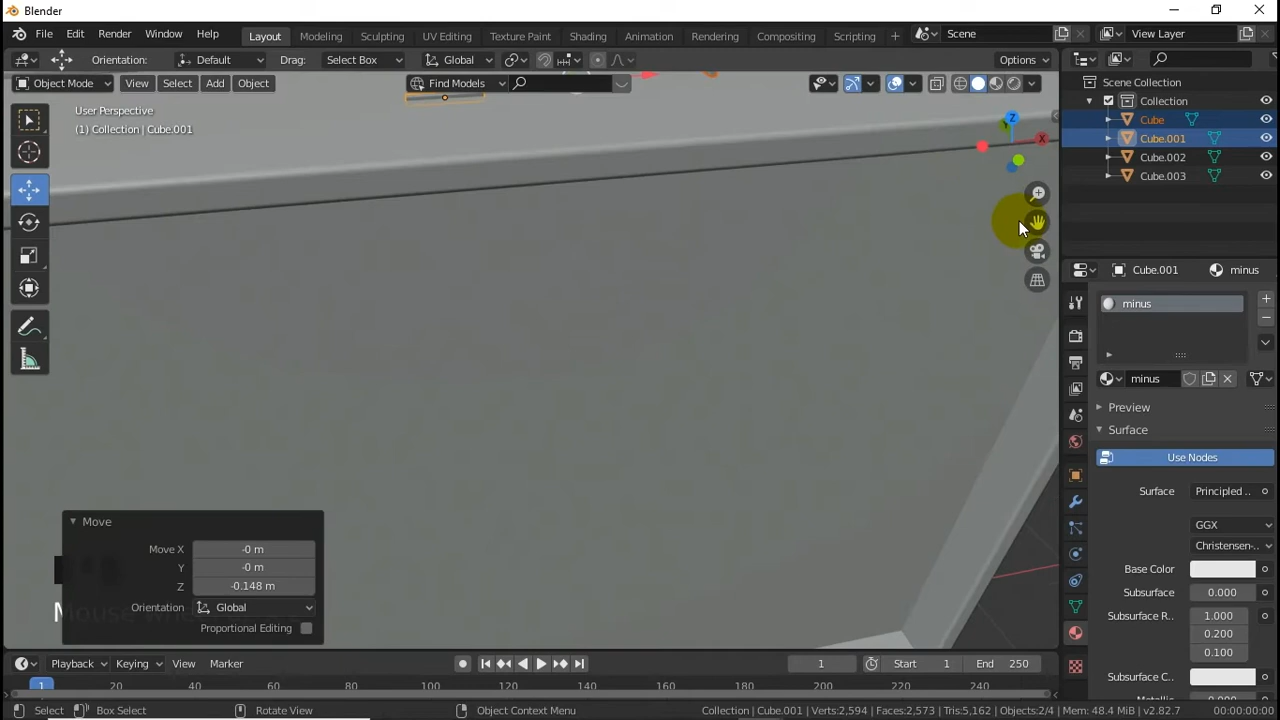 Blender
File Edit Render Window Help Layout Modeling Sculpting UV Editing Texture Paint Shading Animation Rendering Compositing Scripting + Scene View Layer
Orientation: Default Drag: Select Box Global Options
Object Mode View Select Add Object Find Models
Scene Collection
Collection
Cube
Cube.001
Cube.002
Cube.003
User Perspective
(1) Collection | Cube.001
Z
X
Y
Cube.001 minus
minus
minus
Preview
Surface
Use Nodes
Surface Principled ..
GGX
Christensen-..
Base Color
Subsurface 0.000
Subsurface R.. 1.000
0.200
0.100
Subsurface C..
Move
Move X -0 m
Y -0 m
Z -0.148 m
Orientation Global
Proportional Editing
Playback Keying View Marker 1 Start 1 End 250
1 20 40 60 80 100 120 140 160 180 200 220 240
Select Box Select Rotate View Object Context Menu Collection | Cube.001 | Verts:2,594 | Faces:2,573 | Tris:5,162 | Objects:2/4 | Mem: 48.4 MiB | v2.82.7 00:00:00:00